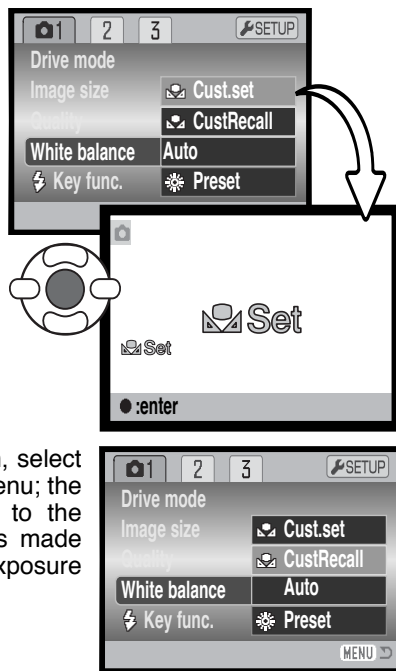 1 2 3 SETUP
Drive mode
Image size Cust.set
Quality CustRecall
White balance Auto
Key func. Preset
Set
Set
:enter
, select
enu; the
to the
s made
xposure
1 2 3 SETUP
Drive mode
Image size Cust.set
Quality CustRecall
White balance Auto
Key func. Preset
MENU